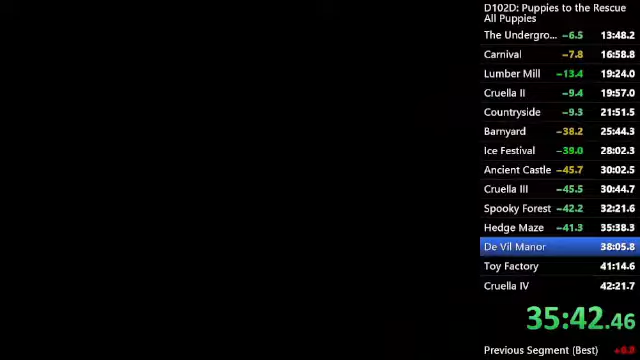 D102D: Puppies to the Rescue
All Puppies
The Undergro... −6.5 13:48.2
Carnival −7.8 16:58.8
Lumber Mill −13.4 19:24.0
Cruella II −9.4 19:57.0
Countryside −9.3 21:51.5
Barnyard −38.2 25:44.3
Ice Festival −39.0 28:02.3
Ancient Castle −45.7 30:02.5
Cruella III −45.5 30:44.7
Spooky Forest −42.2 32:21.6
Hedge Maze −41.3 35:38.3
De Vil Manor 38:05.8
Toy Factory 41:14.6
Cruella IV 42:21.7
35:42.46
Previous Segment (Best)